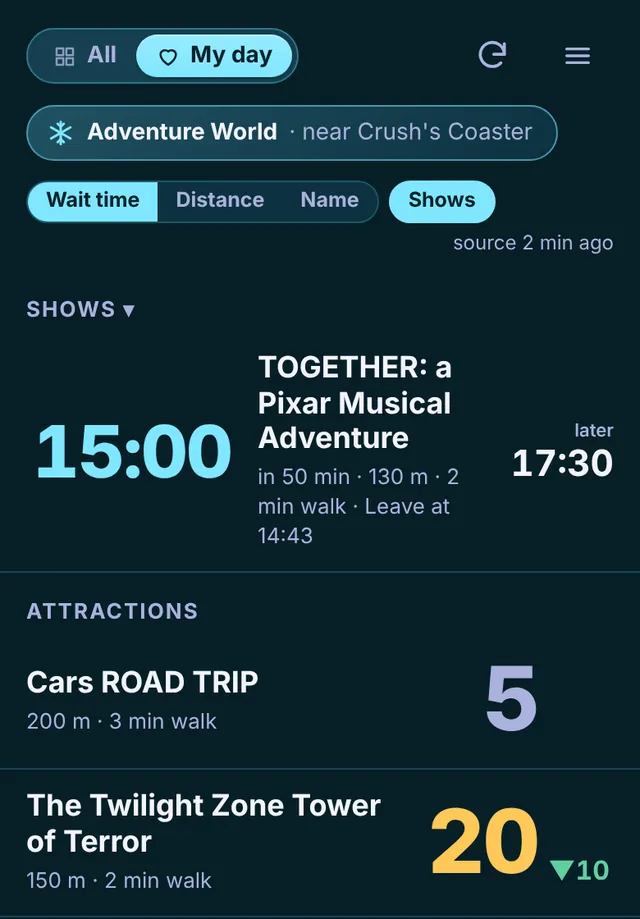 All My day
Adventure World · near Crush's Coaster
Wait time Distance Name Shows
source 2 min ago
SHOWS ▾
15:00
TOGETHER: a
Pixar Musical
Adventure
in 50 min · 130 m · 2
min walk · Leave at
14:43
later
17:30
ATTRACTIONS
Cars ROAD TRIP
200 m · 3 min walk
5
The Twilight Zone Tower
of Terror
150 m · 2 min walk
20 ▼10